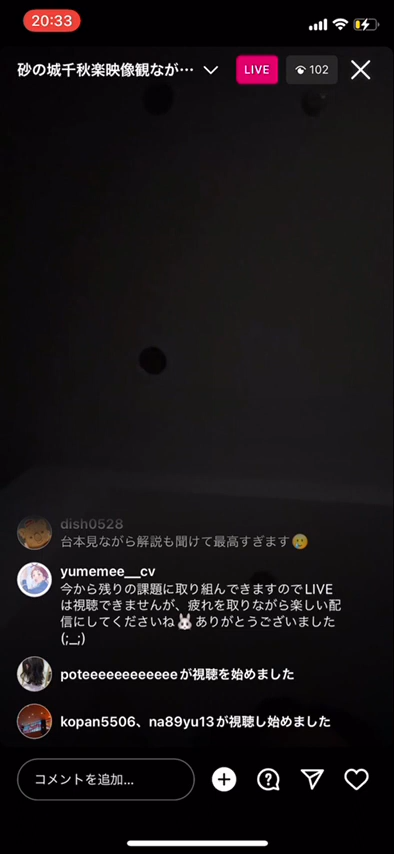 20:33
砂の城千秋楽映像観なが…
LIVE
102
dish0528
台本見ながら解説も聞けて最高すぎます🥲
yumemee__cv
今から残りの課題に取り組んできますのでLIVE
は視聴できませんが、疲れを取りながら楽しい配
信にしてくださいね🐰ありがとうございました
(;_;)
poteeeeeeeeeeeeが視聴を始めました
kopan5506、na89yu13が視聴し始めました
コメントを追加...